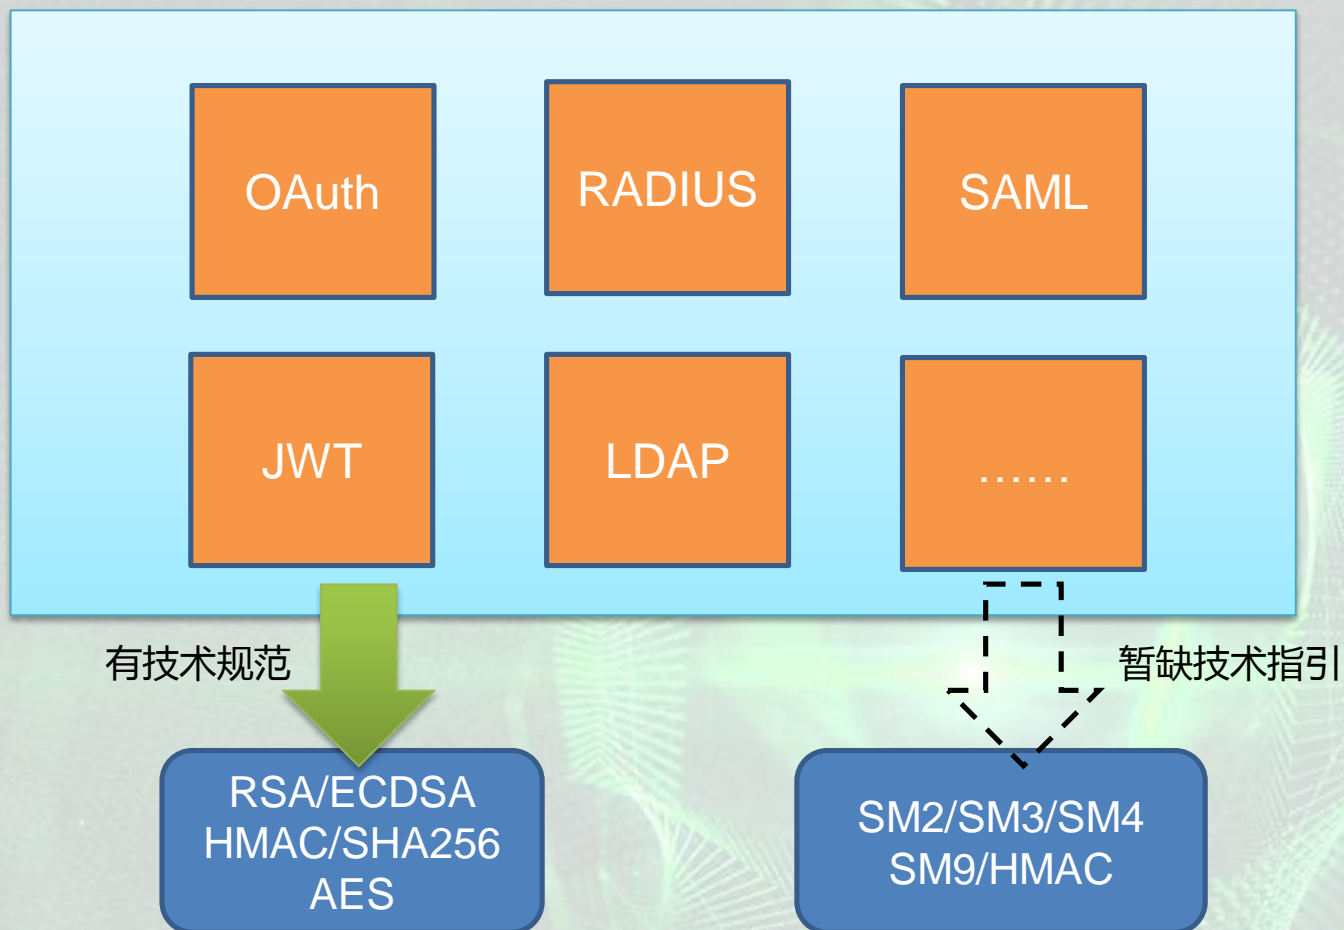 OAuth
RADIUS
SAML
JWT
LDAP
……
有技术规范
暂缺技术指引
RSA/ECDSA
HMAC/SHA256
AES
SM2/SM3/SM4
SM9/HMAC